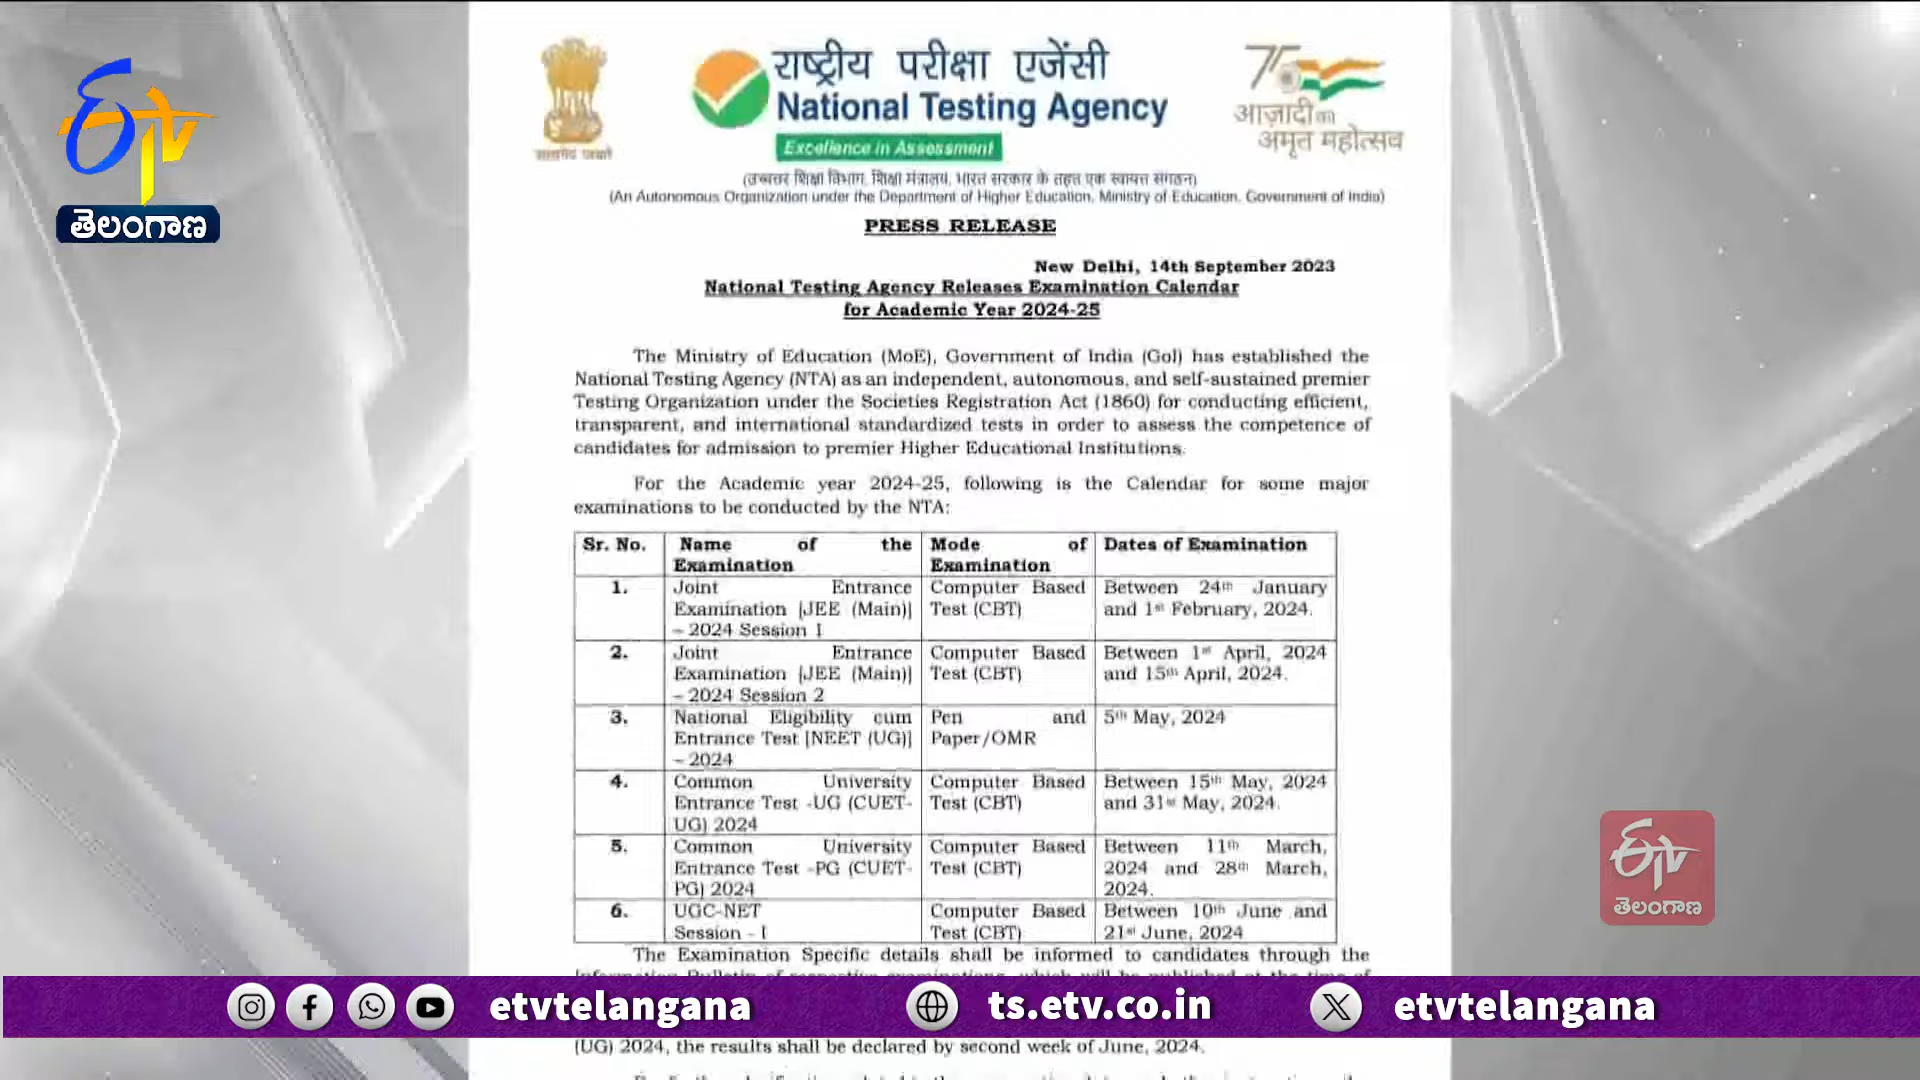 ETV
తెలంగాణ
राष्ट्रीय परीक्षा एजेंसी
National Testing Agency
Excellence in Assessment
सत्यमेव जयते
75
आज़ादी का
अमृत महोत्सव
(उच्चतर शिक्षा विभाग, शिक्षा मंत्रालय, भारत सरकार के तहत एक स्वायत्त संगठन)
(An Autonomous Organization under the Department of Higher Education, Ministry of Education, Government of India)
PRESS RELEASE
New Delhi, 14th September 2023
National Testing Agency Releases Examination Calendar
for Academic Year 2024-25
The Ministry of Education (MoE), Government of India (GoI) has established the
National Testing Agency (NTA) as an independent, autonomous, and self-sustained premier
Testing Organization under the Societies Registration Act (1860) for conducting efficient,
transparent, and international standardized tests in order to assess the competence of
candidates for admission to premier Higher Educational Institutions.
For the Academic year 2024-25, following is the Calendar for some major
examinations to be conducted by the NTA:
Sr. No. Name of the Mode of Dates of Examination
Examination Examination
1. Joint Entrance Computer Based Between 24th January
Examination [JEE (Main)] Test (CBT) and 1st February, 2024.
– 2024 Session 1
2. Joint Entrance Computer Based Between 1st April, 2024
Examination [JEE (Main)] Test (CBT) and 15th April, 2024.
– 2024 Session 2
3. National Eligibility cum Pen and 5th May, 2024
Entrance Test [NEET (UG)] Paper/OMR
– 2024
4. Common University Computer Based Between 15th May, 2024
Entrance Test -UG (CUET- Test (CBT) and 31st May, 2024.
UG) 2024
5. Common University Computer Based Between 11th March,
Entrance Test -PG (CUET- Test (CBT) 2024 and 28th March,
PG) 2024 2024.
6. UGC-NET Computer Based Between 10th June and
Session - I Test (CBT) 21st June, 2024
The Examination Specific details shall be informed to candidates through the
ETV
తెలంగాణ
etvtelangana ts.etv.co.in etvtelangana
(UG) 2024, the results shall be declared by second week of June, 2024.